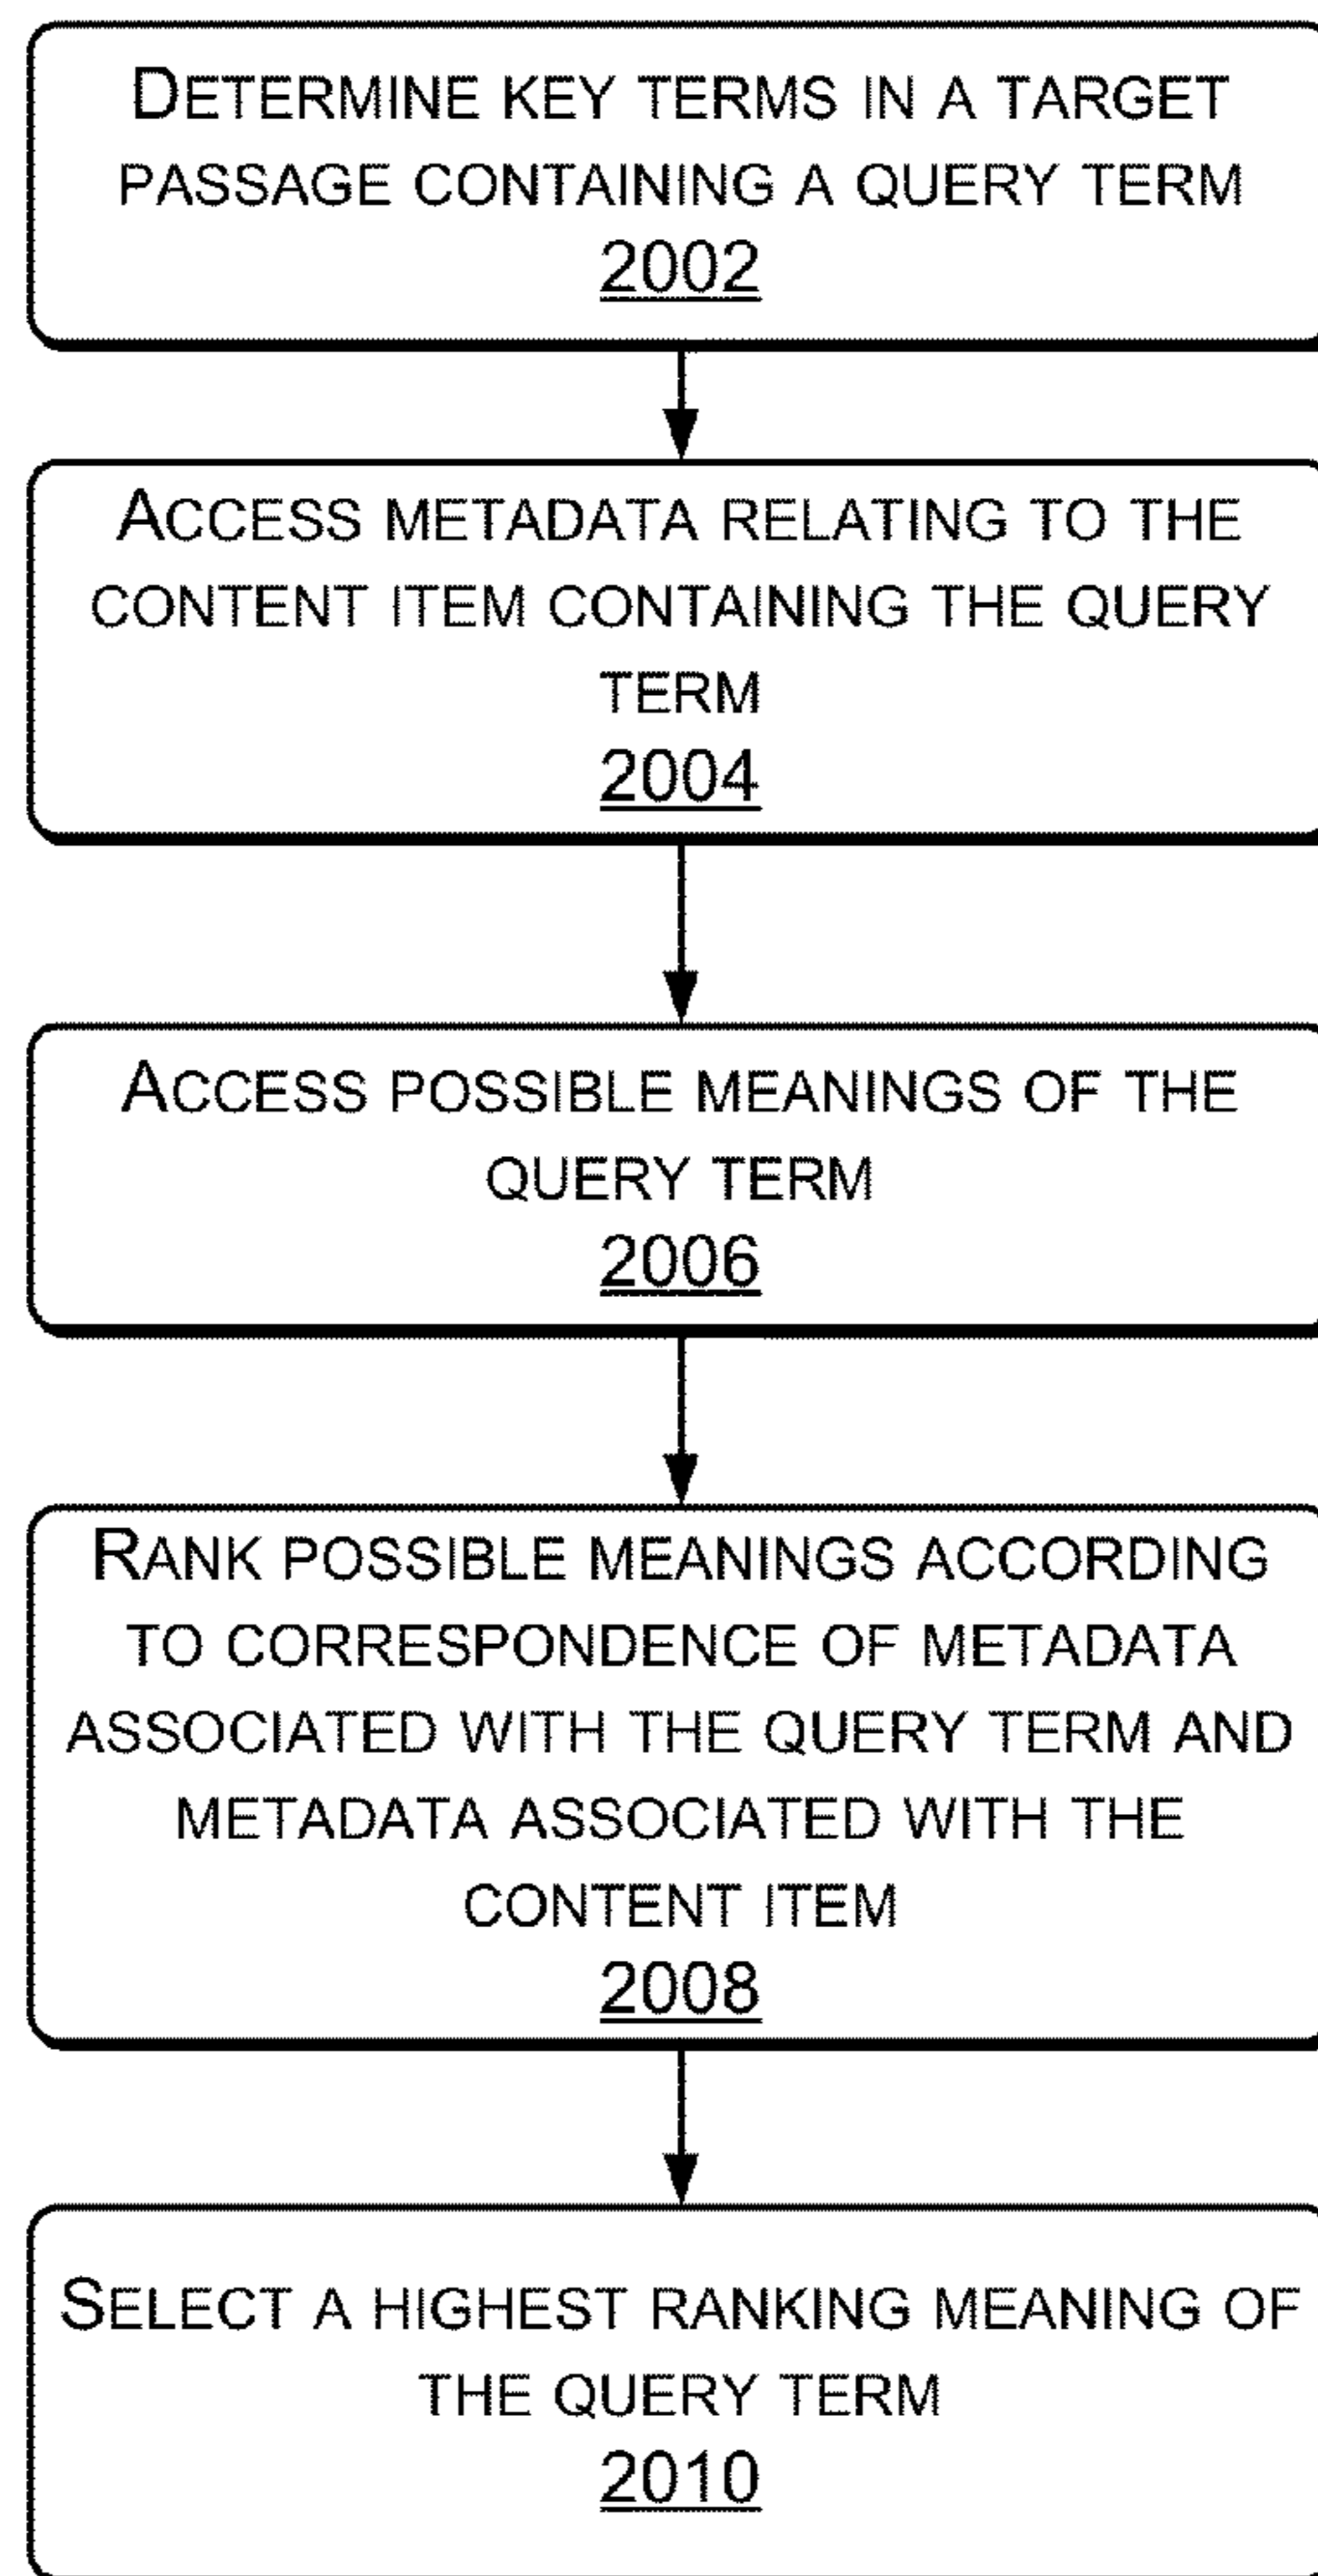 DETERMINE KEY TERMS IN A TARGET
PASSAGE CONTAINING A QUERY TERM
2002
ACCESS METADATA RELATING TO THE
CONTENT ITEM CONTAINING THE QUERY
TERM
2004
ACCESS POSSIBLE MEANINGS OF THE
QUERY TERM
2006
RANK POSSIBLE MEANINGS ACCORDING
TO CORRESPONDENCE OF METADATA
ASSOCIATED WITH THE QUERY TERM AND
METADATA ASSOCIATED WITH THE
CONTENT ITEM
2008
SELECT A HIGHEST RANKING MEANING OF
THE QUERY TERM
2010